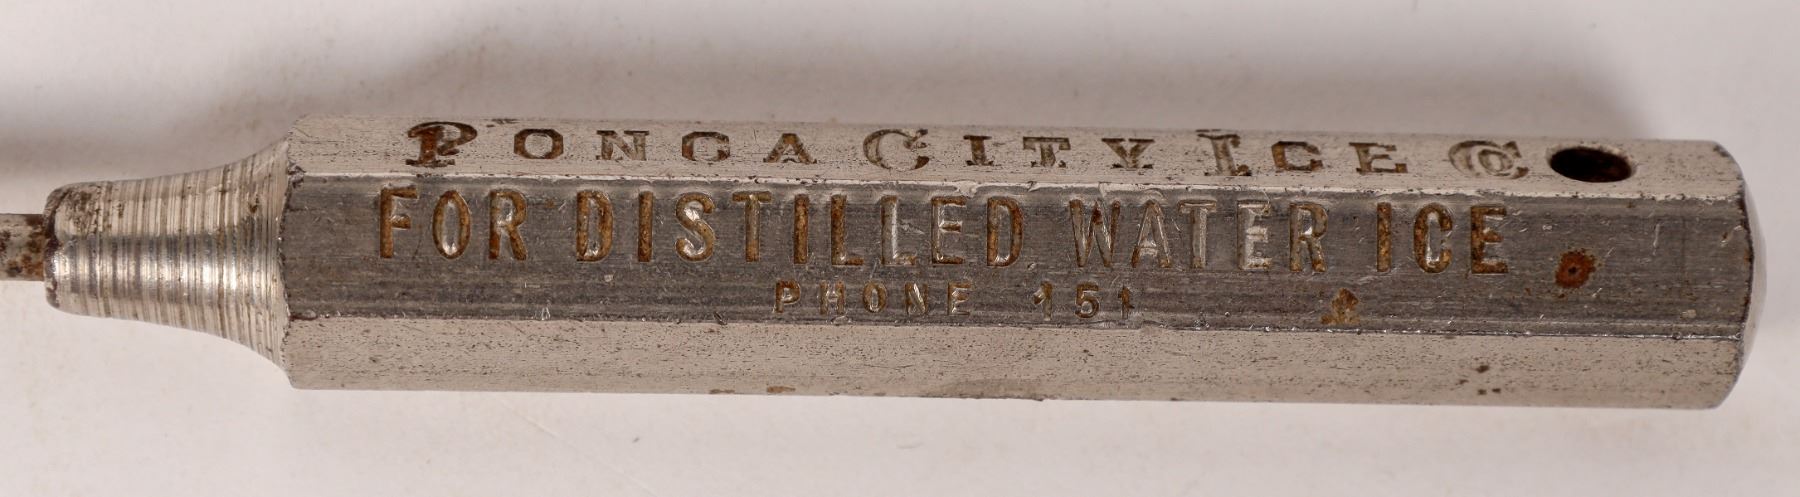 PONCA CITY ICE Co
FOR DISTILLED WATER ICE
PHONE 151